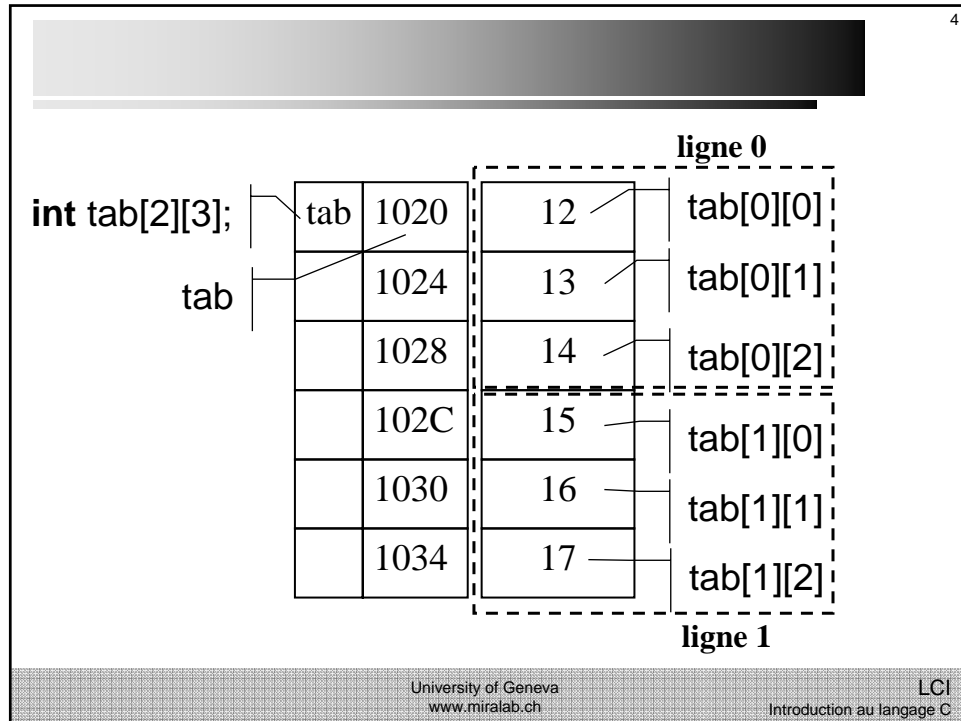 4
ligne 0
int tab[2][3];
tab 1020 12 tab[0][0]
tab
1024 13 tab[0][1]
1028 14 tab[0][2]
102C 15 tab[1][0]
1030 16 tab[1][1]
1034 17 tab[1][2]
ligne 1
University of Geneva
www.miralab.ch
LCI
Introduction au langage C